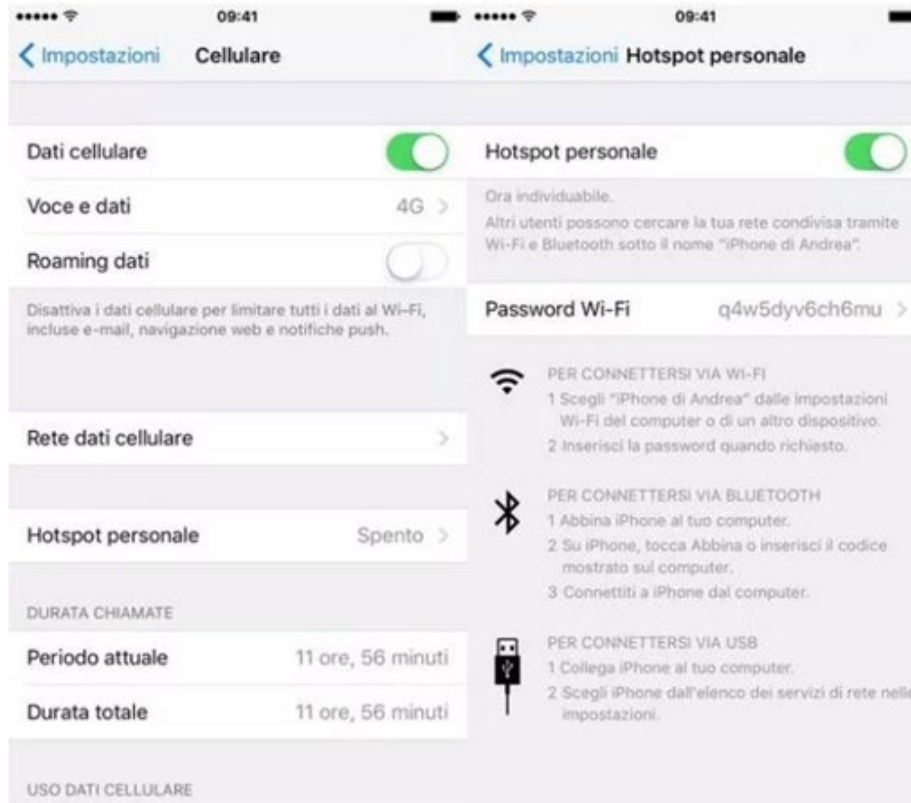 09:41
Impostazioni Cellulare
Dati cellulare
Voce e dati 4G
Roaming dati
Disattiva i dati cellulare per limitare tutti i dati al Wi-Fi,
incluse e-mail, navigazione web e notifiche push.
Rete dati cellulare
Hotspot personale Spento
DURATA CHIAMATE
Periodo attuale 11 ore, 56 minuti
Durata totale 11 ore, 56 minuti
USO DATI CELLULARE
09:41
Impostazioni Hotspot personale
Hotspot personale
Ora individuabile.
Altri utenti possono cercare la tua rete condivisa tramite
Wi-Fi e Bluetooth sotto il nome "iPhone di Andrea".
Password Wi-Fi q4w5dyv6ch6mu
PER CONNETTERSI VIA WI-FI
1 Scegli "iPhone di Andrea" dalle impostazioni
Wi-Fi del computer o di un altro dispositivo.
2 Inserisci la password quando richiesto.
PER CONNETTERSI VIA BLUETOOTH
1 Abbina iPhone al tuo computer.
2 Su iPhone, tocca Abbina o inserisci il codice
mostrato sul computer.
3 Connettiti a iPhone dal computer.
PER CONNETTERSI VIA USB
1 Collega iPhone al tuo computer.
2 Scegli iPhone dall'elenco dei servizi di rete nelle
impostazioni.